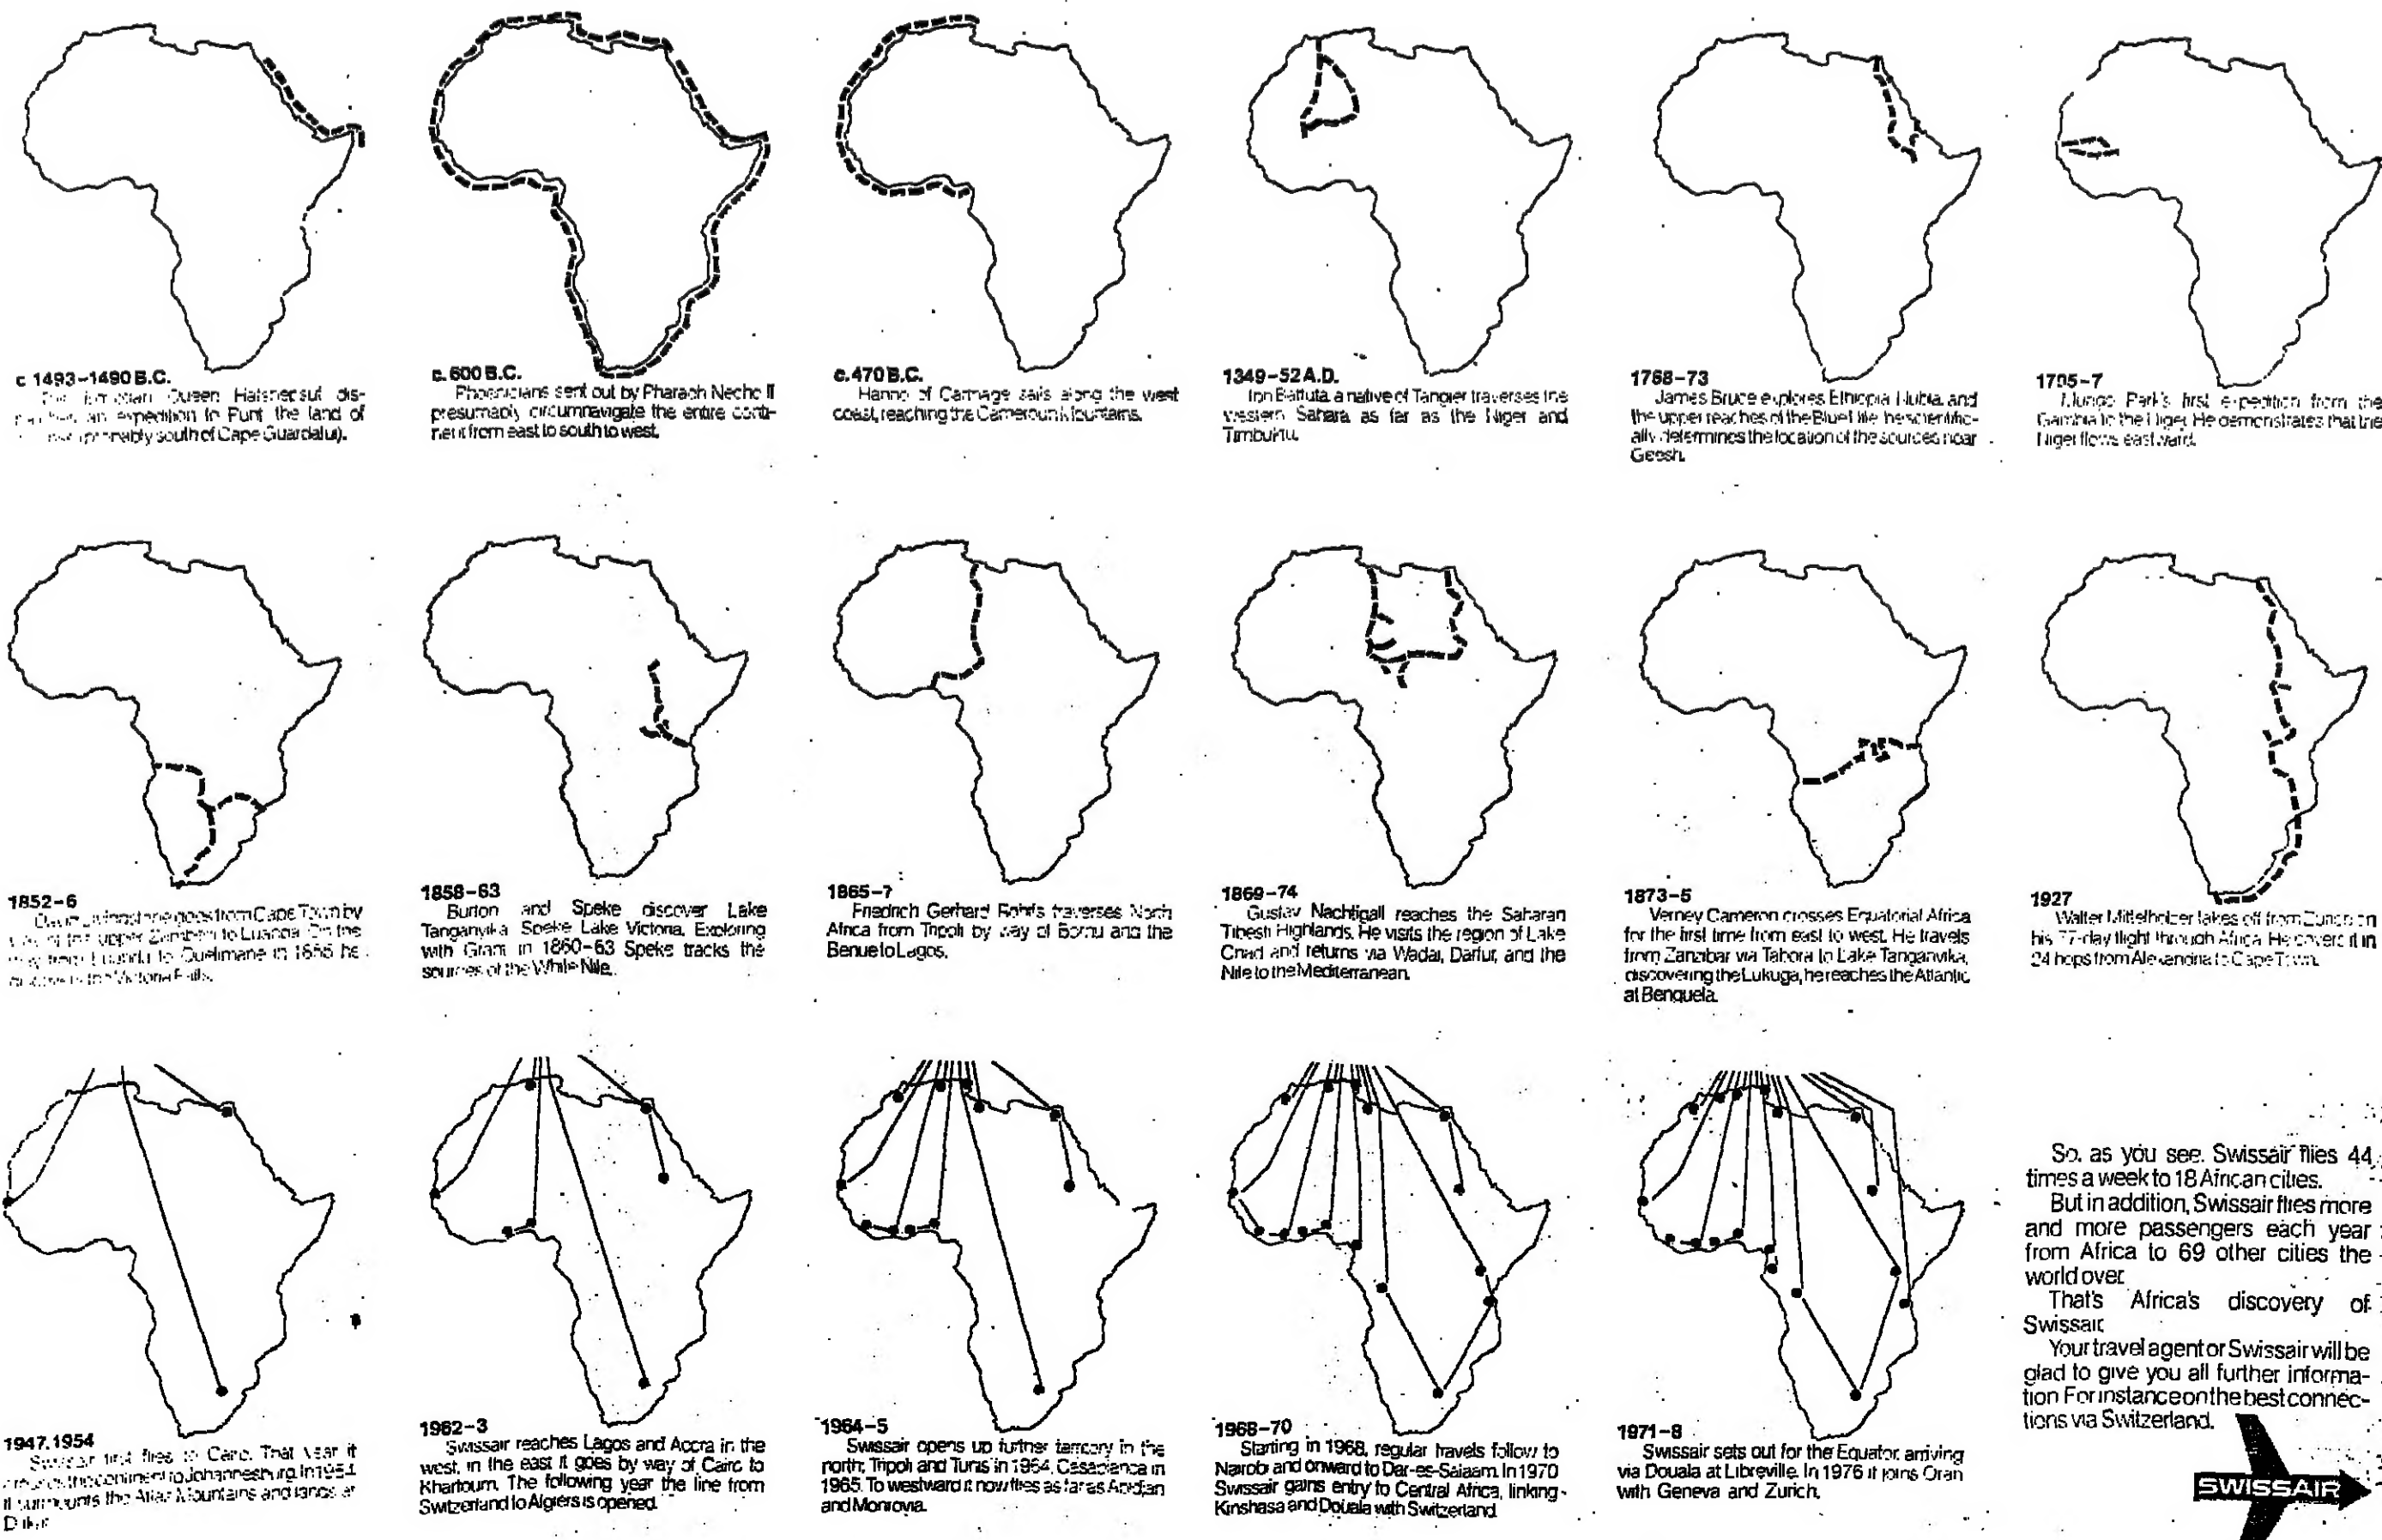 c 1493-1490 B.C.
Queen dis-
an expedition to Punt the land of
south of Cape Guardafui).
c. 600 B.C.
Phoenicians sent out by Pharaoh Necho II
presumably circumnavigate the entire conti-
nent from east to south to west.
c. 470 B.C.
Hanno of Carthage sails along the west
coast, reaching the Cameroun Mountains.
1349-52 A.D.
Ibn Battuta a native of Tangier traverses the
western Sahara as far as the Niger and
Timbuktu.
1768-73
James Bruce explores Ethiopia Nubia, and
the upper reaches of the Blue Nile he scientific-
ally determines the location of the sources near
Geesh.
1795-7
Mungo Park's first expedition from the
Gambia to the Niger. He demonstrates that the
Niger flows eastward.
1852-6
David Livingstone goes from Cape Town by
way of the upper Zambezi to Luanda. On the
way from Luanda to Quelimane in 1856 he
the Victoria Falls.
1858-63
Burton and Speke discover Lake
Tanganyika. Speke Lake Victoria. Exploring
with Grant in 1860-63 Speke tracks the
sources of the White Nile.
1865-7
Friedrich Gerhard Rohlfs traverses North
Africa from Tripoli by way of Bornu and the
Benue to Lagos.
1869-74
Gustav Nachtigall reaches the Saharan
Tibesti Highlands. He visits the region of Lake
Chad and returns via Wadai, Darfur, and the
Nile to the Mediterranean.
1873-5
Verney Cameron crosses Equatorial Africa
for the first time from east to west. He travels
from Zanzibar via Tabora to Lake Tanganyika,
discovering the Lukuga, he reaches the Atlantic
at Benguela.
1927
Walter Mittelholzer takes off from Zurich on
his 77-day flight through Africa. He covers it in
24 hops from Alexandria to Cape Town.
1947.1954
Swissair first flies to Cairo. That year it
the continent to Johannesburg. In 1954
it surmounts the Atlas Mountains and lands at
Dakar
1962-3
Swissair reaches Lagos and Accra in the
west, in the east it goes by way of Cairo to
Khartoum. The following year the line from
Switzerland to Algiers is opened.
1964-5
Swissair opens up further territory in the
north; Tripoli and Tunis in 1964, Casablanca in
1965. To westward it now flies as far as Abidjan
and Monrovia.
1968-70
Starting in 1968, regular travels follow to
Nairobi and onward to Dar-es-Salaam. In 1970
Swissair gains entry to Central Africa, linking
Kinshasa and Douala with Switzerland
1971-8
Swissair sets out for the Equator, arriving
via Douala at Libreville. In 1976 it joins Oran
with Geneva and Zurich.
So. as you see. Swissair flies 44
times a week to 18 African cities.
But in addition, Swissair flies more
and more passengers each year
from Africa to 69 other cities the
world over.
That's Africa's discovery of
Swissair.
Your travel agent or Swissair will be
glad to give you all further informa-
tion For instance on the best connec-
tions via Switzerland.
SWISSAIR